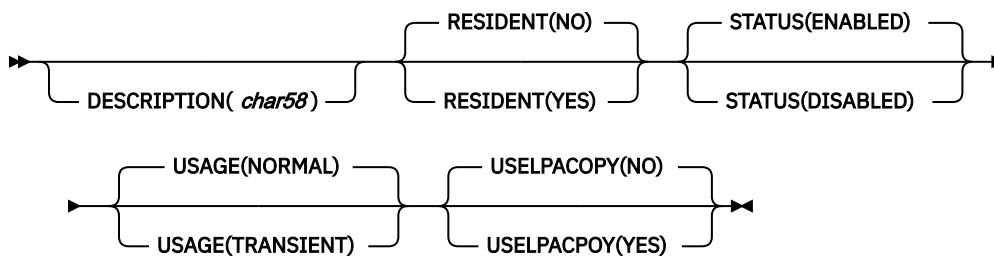 RESIDENT(NO) STATUS(ENABLED)
DESCRIPTION( char58 ) RESIDENT(YES) STATUS(DISABLED)
USAGE(NORMAL) USELPACOPY(NO)
USAGE(TRANSIENT) USELPACPOY(YES)